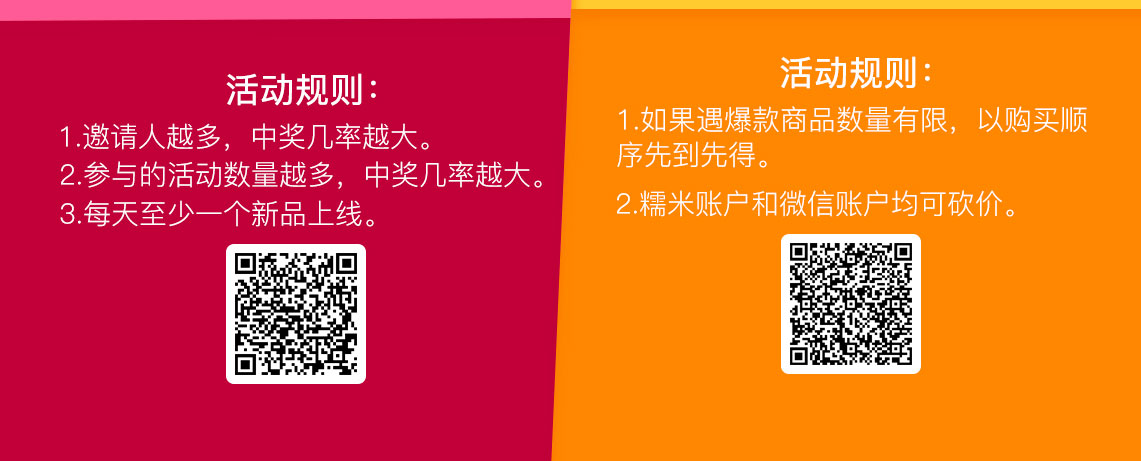 活动规则：
1.邀请人越多，中奖几率越大。
2.参与的活动数量越多，中奖几率越大。
3.每天至少一个新品上线。
活动规则：
1.如果遇爆款商品数量有限，以购买顺
序先到先得。
2.糯米账户和微信账户均可砍价。